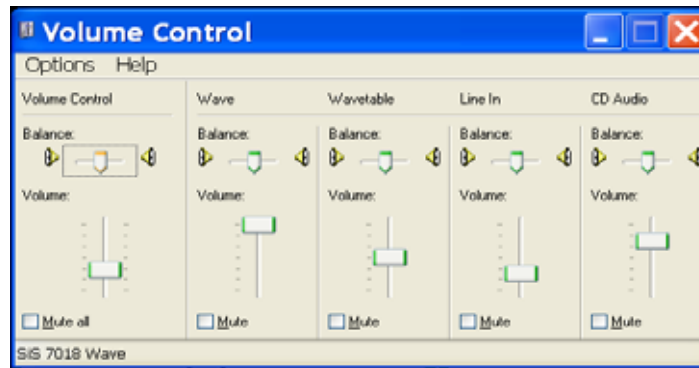 Volume Control
Options Help
Volume Control Wave Wavetable Line In CD Audio
Balance: Balance: Balance: Balance: Balance:
Volume: Volume: Volume: Volume: Volume:
Mute all Mute Mute Mute Mute
SiS 7018 Wave